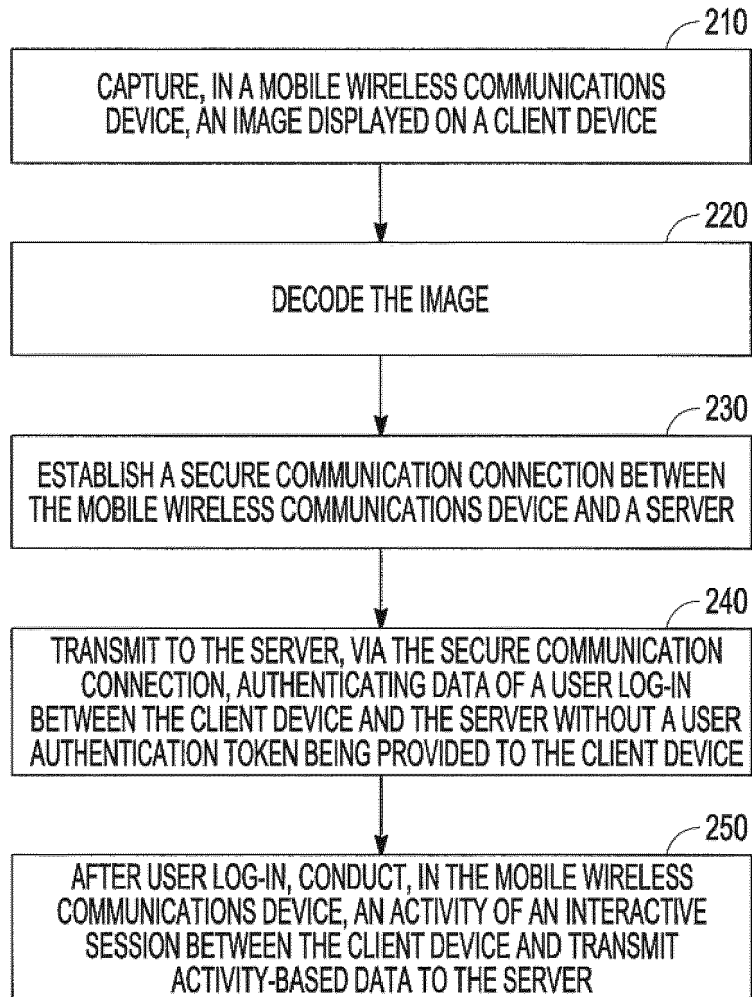 210
CAPTURE, IN A MOBILE WIRELESS COMMUNICATIONS
DEVICE, AN IMAGE DISPLAYED ON A CLIENT DEVICE
220
DECODE THE IMAGE
230
ESTABLISH A SECURE COMMUNICATION CONNECTION BETWEEN
THE MOBILE WIRELESS COMMUNICATIONS DEVICE AND A SERVER
240
TRANSMIT TO THE SERVER, VIA THE SECURE COMMUNICATION
CONNECTION, AUTHENTICATING DATA OF A USER LOG-IN
BETWEEN THE CLIENT DEVICE AND THE SERVER WITHOUT A USER
AUTHENTICATION TOKEN BEING PROVIDED TO THE CLIENT DEVICE
250
AFTER USER LOG-IN, CONDUCT, IN THE MOBILE WIRELESS
COMMUNICATIONS DEVICE, AN ACTIVITY OF AN INTERACTIVE
SESSION BETWEEN THE CLIENT DEVICE AND TRANSMIT
ACTIVITY-BASED DATA TO THE SERVER